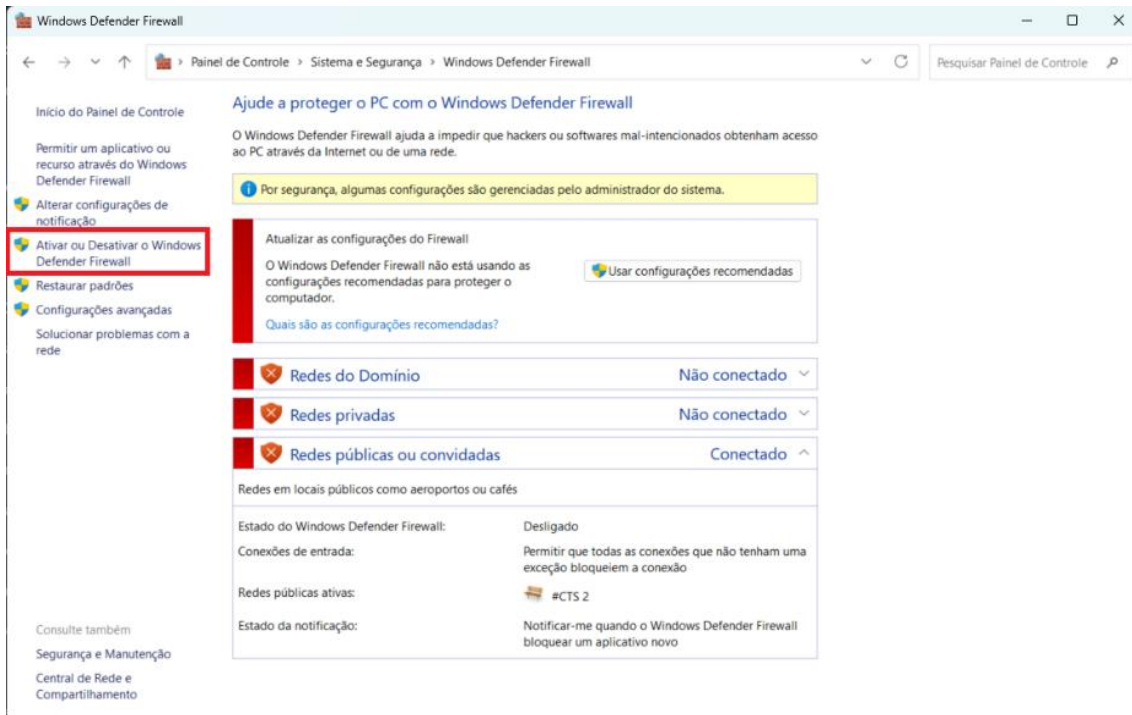 Windows Defender Firewall
Painel de Controle > Sistema e Segurança > Windows Defender Firewall
Pesquisar Painel de Controle
Início do Painel de Controle
Permitir um aplicativo ou
recurso através do Windows
Defender Firewall
Alterar configurações de
notificação
Ativar ou Desativar o Windows
Defender Firewall
Restaurar padrões
Configurações avançadas
Solucionar problemas com a
rede
Ajude a proteger o PC com o Windows Defender Firewall
O Windows Defender Firewall ajuda a impedir que hackers ou softwares mal-intencionados obtenham acesso
ao PC através da Internet ou de uma rede.
Por segurança, algumas configurações são gerenciadas pelo administrador do sistema.
Atualizar as configurações do Firewall
O Windows Defender Firewall não está usando as
configurações recomendadas para proteger o
computador.
Usar configurações recomendadas
Quais são as configurações recomendadas?
Redes do Domínio Não conectado
Redes privadas Não conectado
Redes públicas ou convidadas Conectado
Redes em locais públicos como aeroportos ou cafés
Estado do Windows Defender Firewall: Desligado
Conexões de entrada: Permitir que todas as conexões que não tenham uma
exceção bloqueiem a conexão
Redes públicas ativas: #CTS 2
Estado da notificação: Notificar-me quando o Windows Defender Firewall
bloquear um aplicativo novo
Consulte também
Segurança e Manutenção
Central de Rede e
Compartilhamento